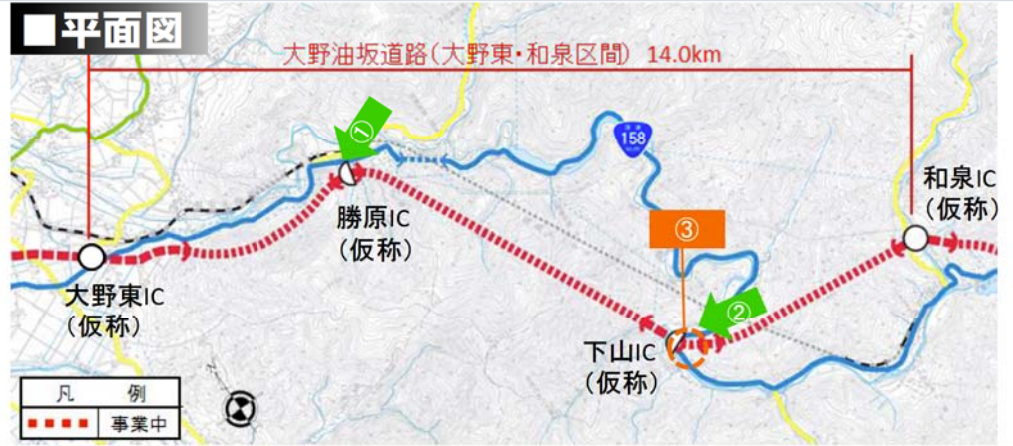 ■平面図
大野油坂道路(大野東・和泉区間) 14.0km
①
158
和泉IC
(仮称)
勝原IC
(仮称)
③
大野東IC
(仮称)
②
下山IC
(仮称)
凡 例
事業中